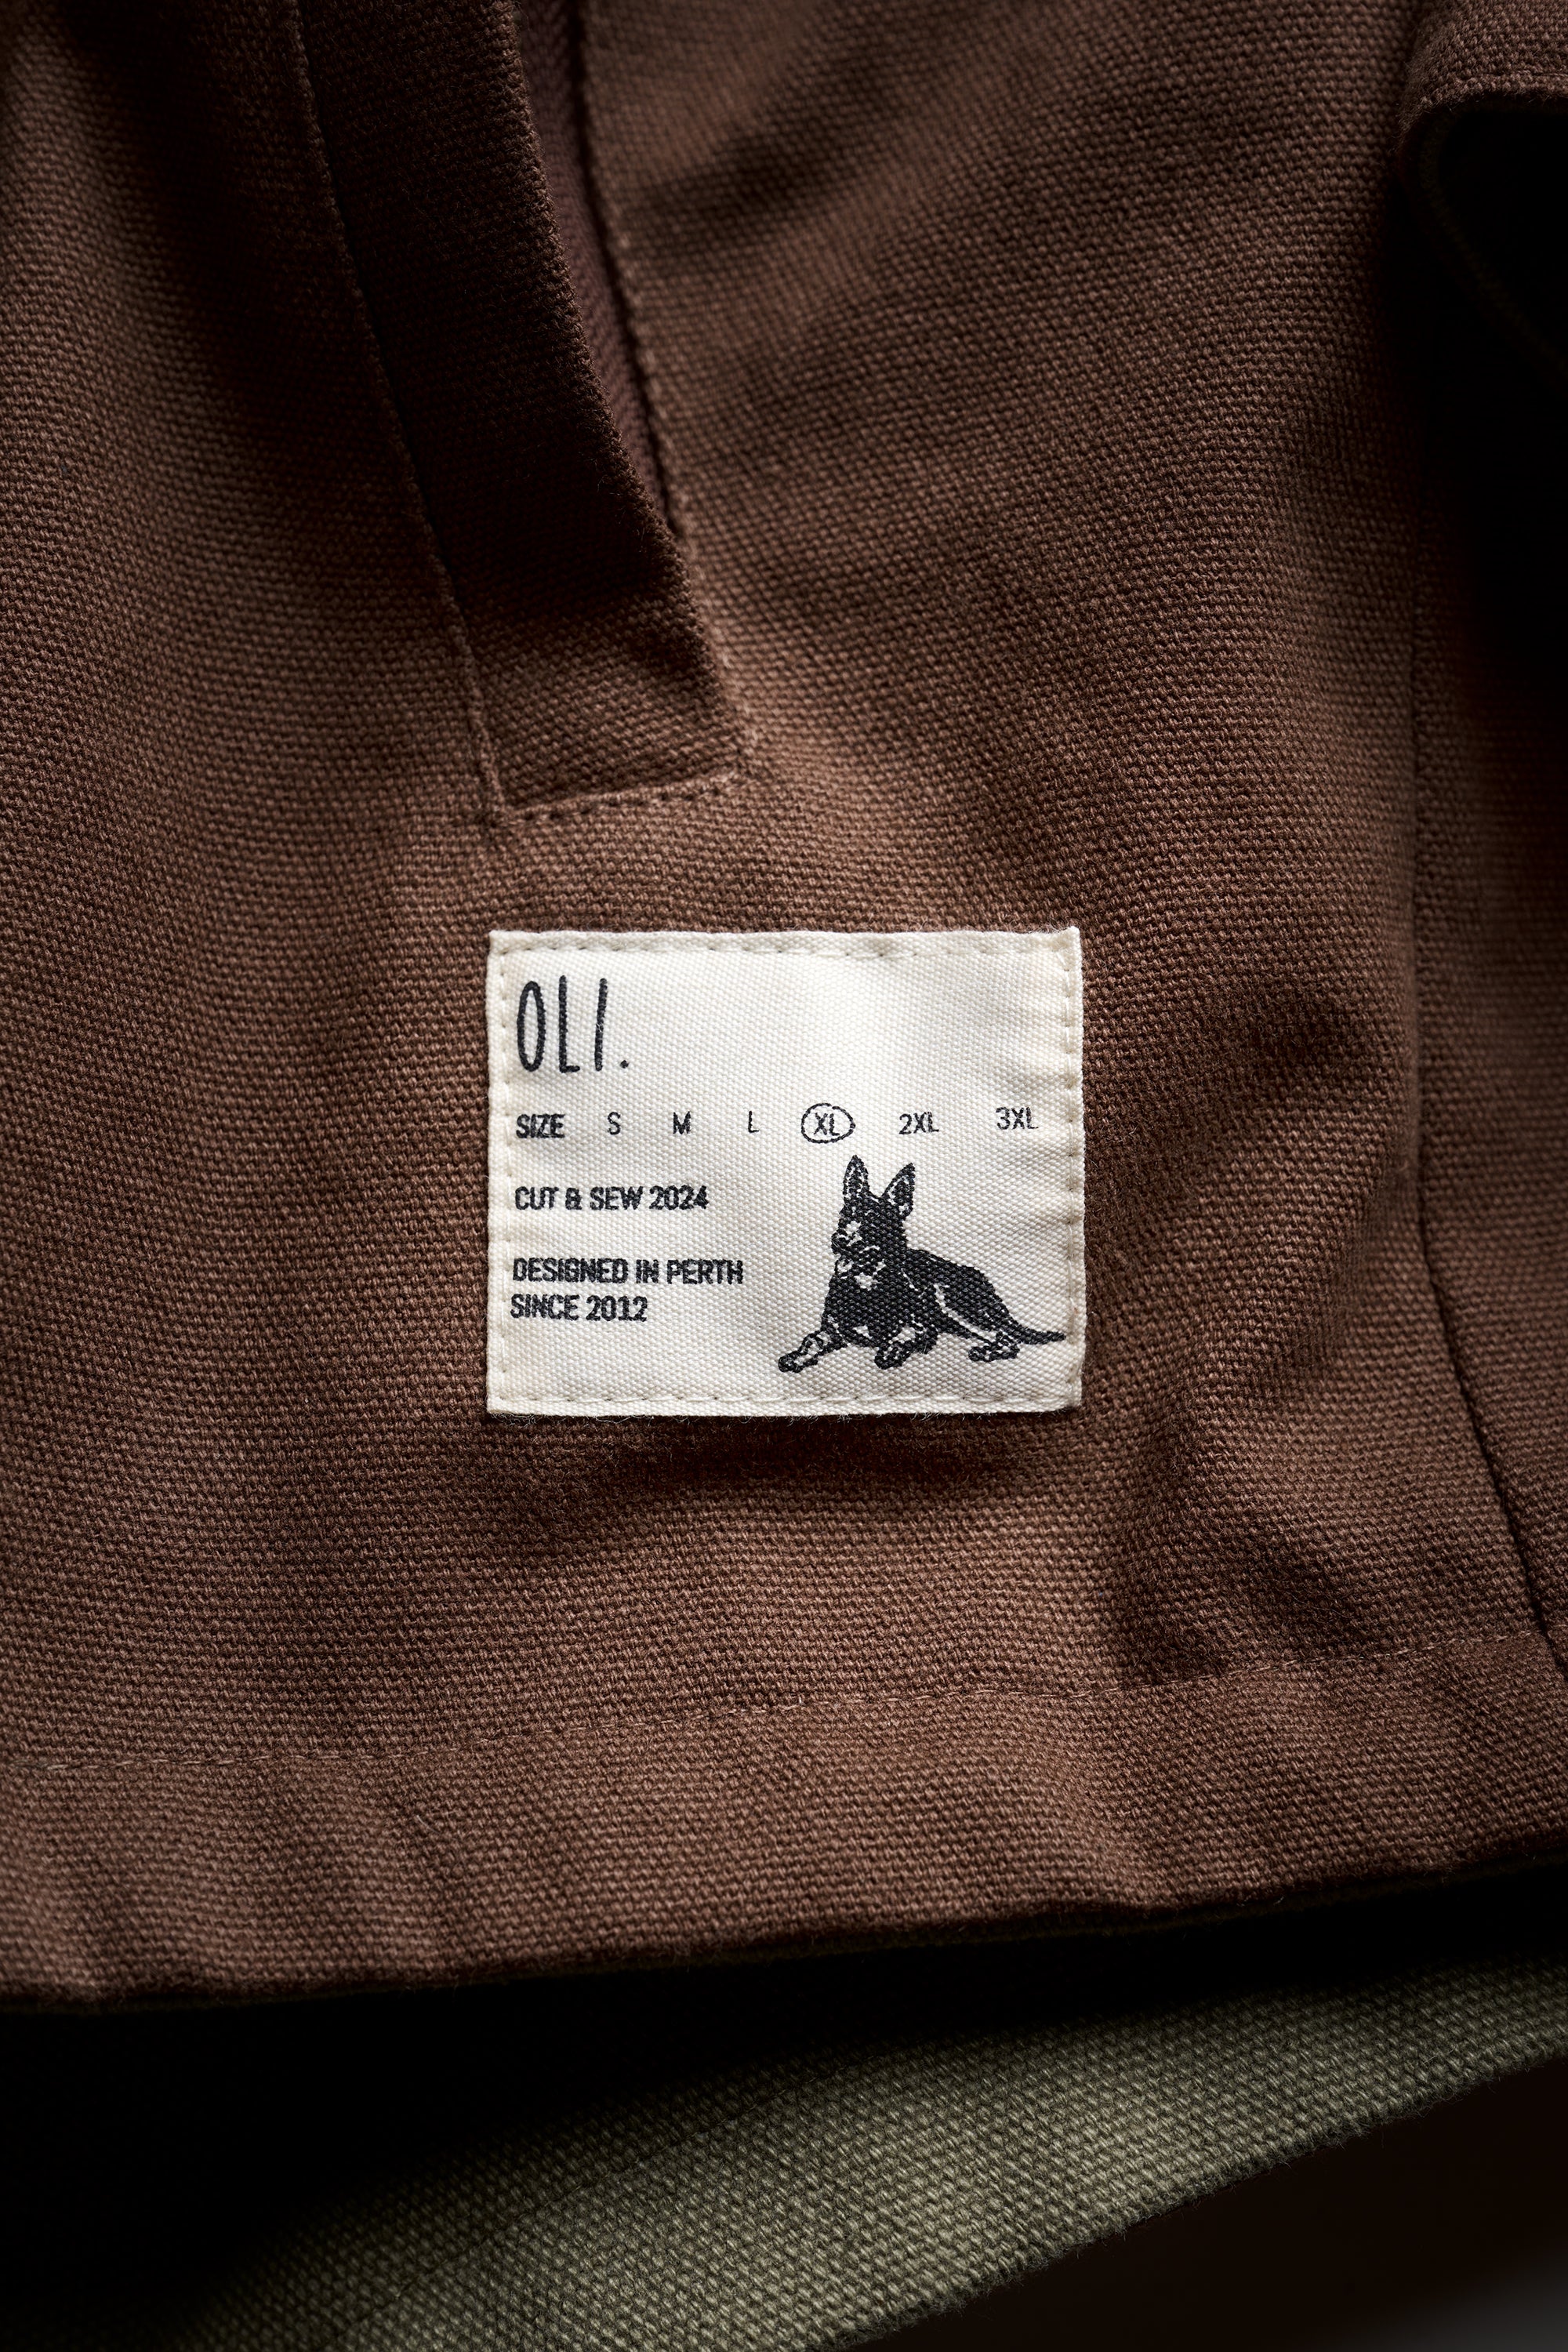 OLI.
SIZE S M L XL 2XL 3XL
CUT & SEW 2024
DESIGNED IN PERTH
SINCE 2012